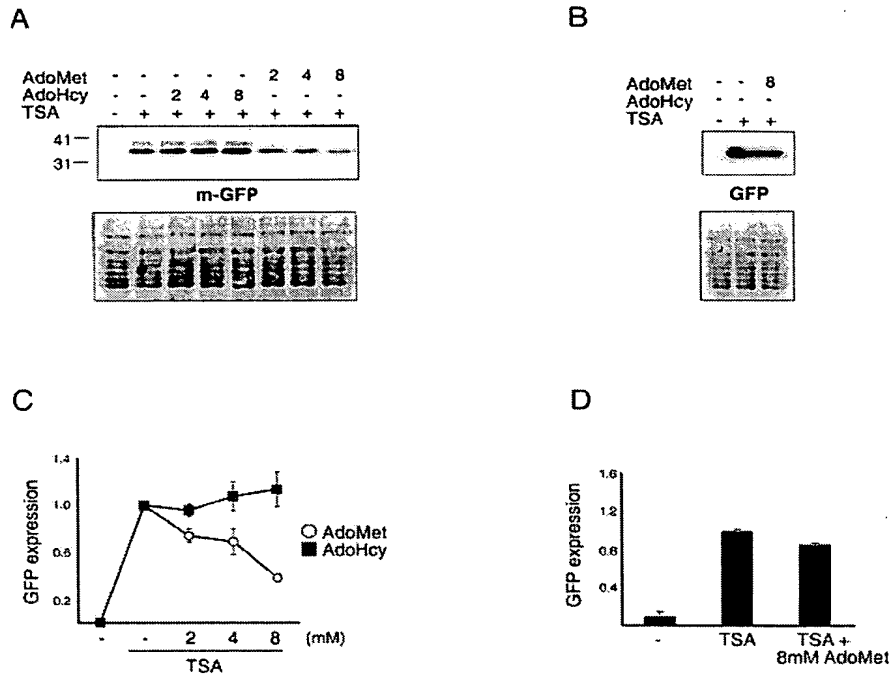 A
AdoMet - - - - - 2 4 8
AdoHcy - - 2 4 8 - - -
TSA - + + + + + + +
41
31
m-GFP
B
AdoMet - - 8
AdoHcy - - -
TSA - + +
GFP
C
GFP expression
1.4
1.0
0.6
0.2
- - 2 4 8 (mM)
TSA
AdoMet
AdoHcy
D
GFP expression
1.6
1.2
0.8
0.4
- TSA TSA +
8mM AdoMet